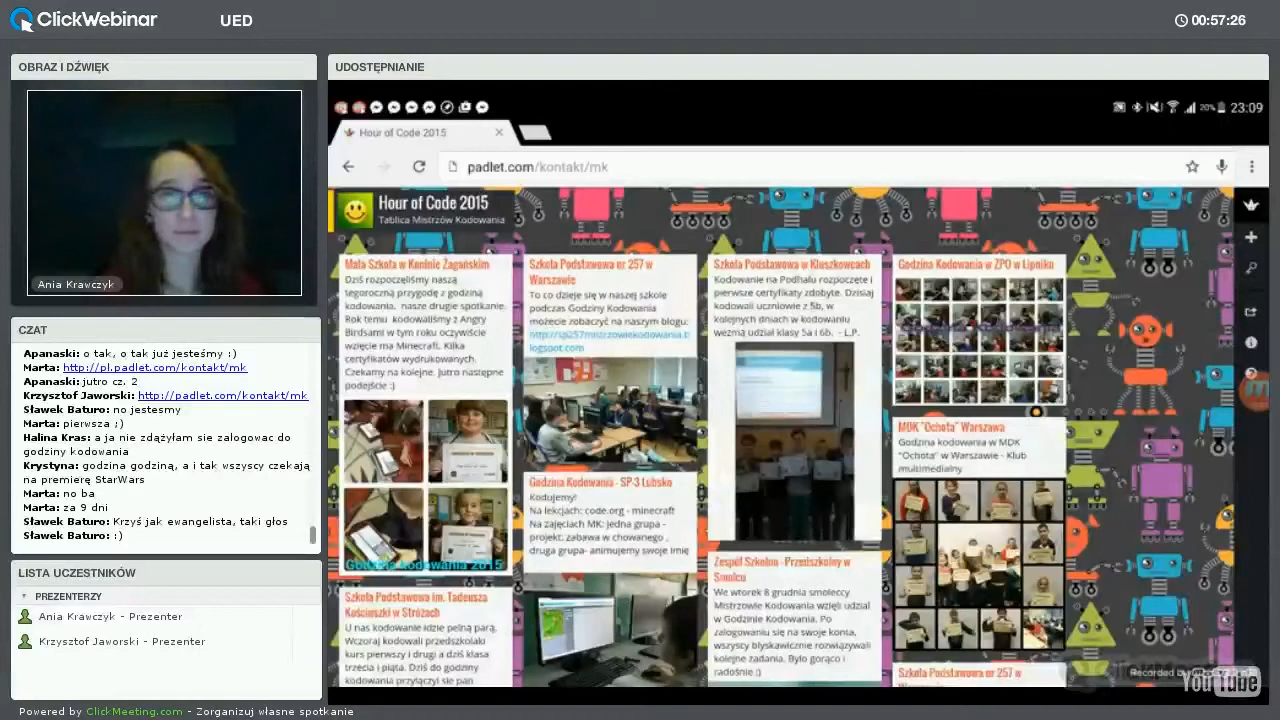 ClickWebinar
UED
00:57:26
OBRAZ I DŹWIĘK
Ania Krawczyk
CZAT
Apanaski: o tak, o tak już jesteśmy :)
Marta: http://pl.padlet.com/kontakt/mk
Apanaski: jutro cz. 2
Krzysztof Jaworski: http://padlet.com/kontakt/mk
Sławek Baturo: no jestesmy
Marta: pierwsza ;)
Halina Kras: a ja nie zdążyłam sie zalogowac do
godziny kodowania
Krystyna: godzina godziną, a i tak wszyscy czekają
na premierę StarWars
Marta: no ba
Marta: za 9 dni
Sławek Baturo: Krzyś jak ewangelista, taki głos
Sławek Baturo: :)
LISTA UCZESTNIKÓW
PREZENTERZY
Ania Krawczyk - Prezenter
Krzysztof Jaworski - Prezenter
Powered by ClickMeeting.com - Zorganizuj własne spotkanie
UDOSTĘPNIANIE
20% 23:09
Hour of Code 2015
padlet.com/kontakt/mk
Hour of Code 2015
Tablica Mistrzów Kodowania
Mała Szkoła w Koninie Żagańskim
Dziś rozpoczęliśmy naszą
tegoroczną przygodę z godziną
kodowania, nasze drugie spotkanie.
Rok temu kodowaliśmy z Angry
Birdsami w tym roku oczywiście
wzięcie ma Minecraft. Kilka
certyfikatów wydrukowanych.
Czekamy na kolejne. Jutro następne
podejście :)
Godzina kodowania 2015
Szkoła Podstawowa im. Tadeusza
Kościuszki w Stróżach
U nas kodowanie idzie pełną parą.
Wczoraj kodowali przedszkolaki
kurs pierwszy i drugi a dziś klasa
trzecia i piąta. Dziś do godziny
kodowania przyłączył się pan
Szkoła Podstawowa nr 257 w
Warszawie
To co dzieje się w naszej szkole
podczas Godziny Kodowania
możecie zobaczyć na naszym blogu:
http://sp257mistrzowiekodowania.b
logspot.com
Godzina Kodowania - SP-3 Lubsko
Kodujemy!
Na lekcjach: code.org - minecraft
Na zajęciach MK: jedna grupa -
projekt: zabawa w chowanego ,
druga grupa- animujemy swoje imię
Szkoła Podstawowa w Kluszkowcach
Kodowanie na Podhalu rozpoczęte i
pierwsze certyfikaty zdobyte. Dzisiaj
kodowali uczniowie z 5b, w
kolejnych dniach w kodowaniu
wezmą udział klasy 5a i 6b. - L.P.
Zespół Szkolno - Przedszkolny w
Smolcu
We wtorek 8 grudnia smoleccy
Mistrzowie Kodowania wzięli udział
w Godzinie Kodowania. Po
zalogowaniu się na swoje konta,
wszyscy błyskawicznie rozwiązywali
kolejne zadania. Było gorąco i
radośnie :)
Godzina Kodowania w ZPO w Lipniku
MDK "Ochota" Warszawa
Godzina kodowania w MDK
"Ochota" w Warszawie - Klub
multimedialny
Szkoła Podstawowa nr 257 w
Recorded by
YouTube